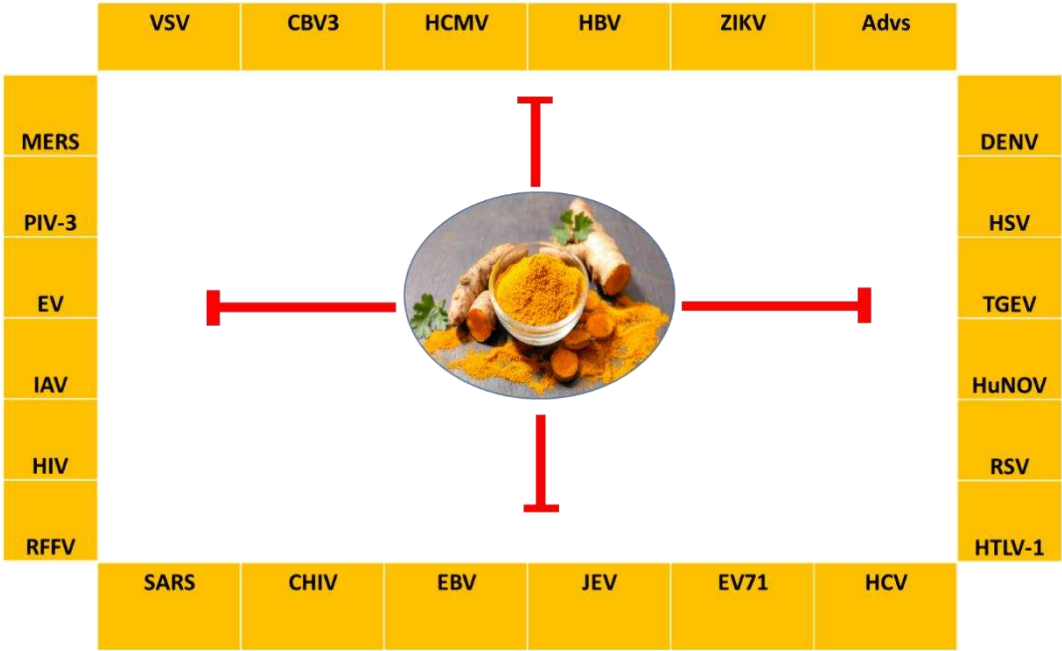 VSV CBV3 HCMV HBV ZIKV Advs
MERS DENV
PIV-3 HSV
EV TGEV
IAV HuNOV
HIV RSV
RFFV HTLV-1
SARS CHIV EBV JEV EV71 HCV